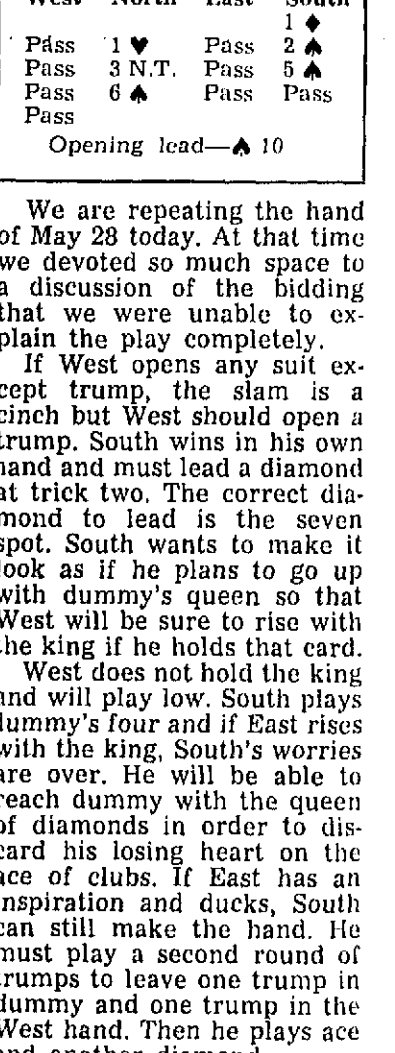 West North East South
1 ♦
Pass 1 ♥ Pass 2 ♠
Pass 3 N.T. Pass 5 ♠
Pass 6 ♠ Pass Pass
Pass
Opening lead—♠ 10
We are repeating the hand
of May 28 today. At that time
we devoted so much space to
a discussion of the bidding
that we were unable to ex-
plain the play completely.
If West opens any suit ex-
cept trump, the slam is a
cinch but West should open a
trump. South wins in his own
hand and must lead a diamond
at trick two. The correct dia-
mond to lead is the seven
spot. South wants to make it
look as if he plans to go up
with dummy's queen so that
West will be sure to rise with
the king if he holds that card.
West does not hold the king
and will play low. South plays
dummy's four and if East rises
with the king, South's worries
are over. He will be able to
reach dummy with the queen
of diamonds in order to dis-
card his losing heart on the
ace of clubs. If East has an
inspiration and ducks, South
can still make the hand. He
must play a second round of
trumps to leave one trump in
dummy and one trump in the
West hand. Then he plays ace
and another diamond